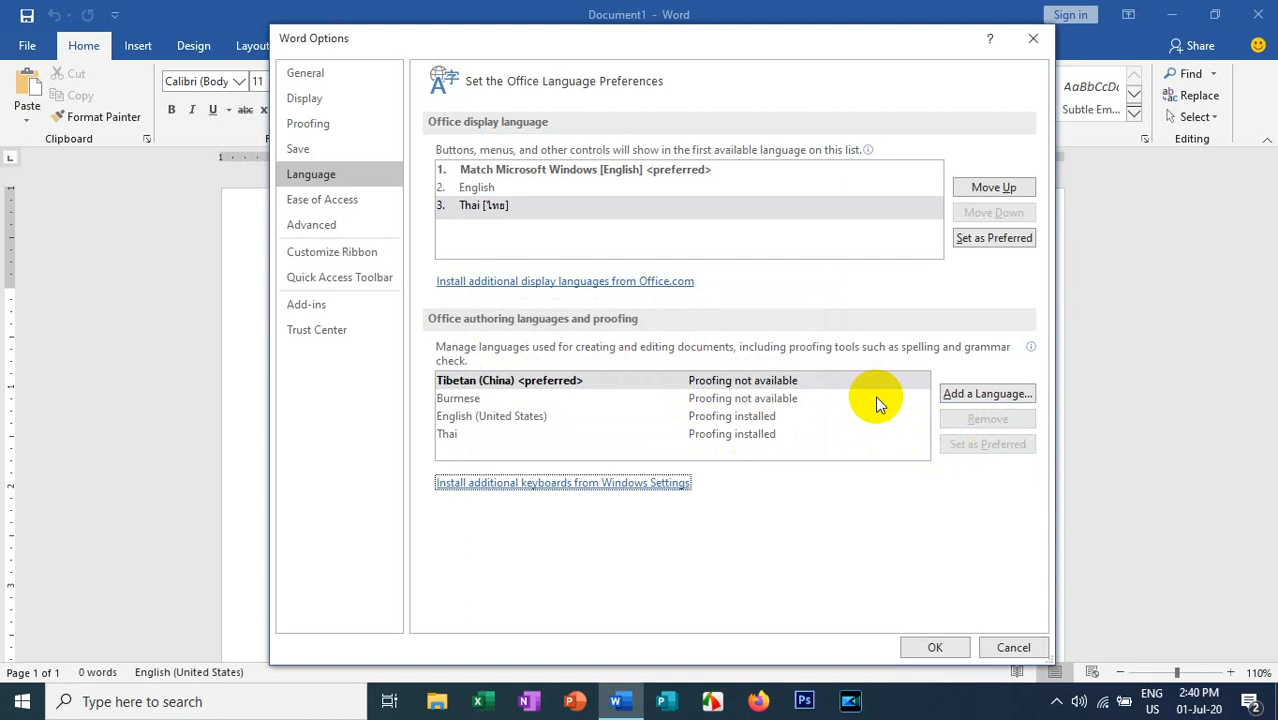 Document1 - Word
Sign in
File
Home
Insert
Design
Layou
Share
Cut
Copy
Paste
Format Painter
Clipboard
Calibri (Body
11
B I U abc x
AaBbCcDc
Subtle Em...
Find
Replace
Select
Editing
Word Options
?
General
Display
Proofing
Save
Language
Ease of Access
Advanced
Customize Ribbon
Quick Access Toolbar
Add-ins
Trust Center
Set the Office Language Preferences
Office display language
Buttons, menus, and other controls will show in the first available language on this list.
1. Match Microsoft Windows [English] <preferred>
2. English
3. Thai [ไทย]
Move Up
Move Down
Set as Preferred
Install additional display languages from Office.com
Office authoring languages and proofing
Manage languages used for creating and editing documents, including proofing tools such as spelling and grammar
check.
Tibetan (China) <preferred> Proofing not available
Burmese Proofing not available
English (United States) Proofing installed
Thai Proofing installed
Add a Language...
Remove
Set as Preferred
Install additional keyboards from Windows Settings
OK
Cancel
Page 1 of 1 0 words English (United States)
110%
Type here to search
ENG
US
2:40 PM
01-Jul-20
2